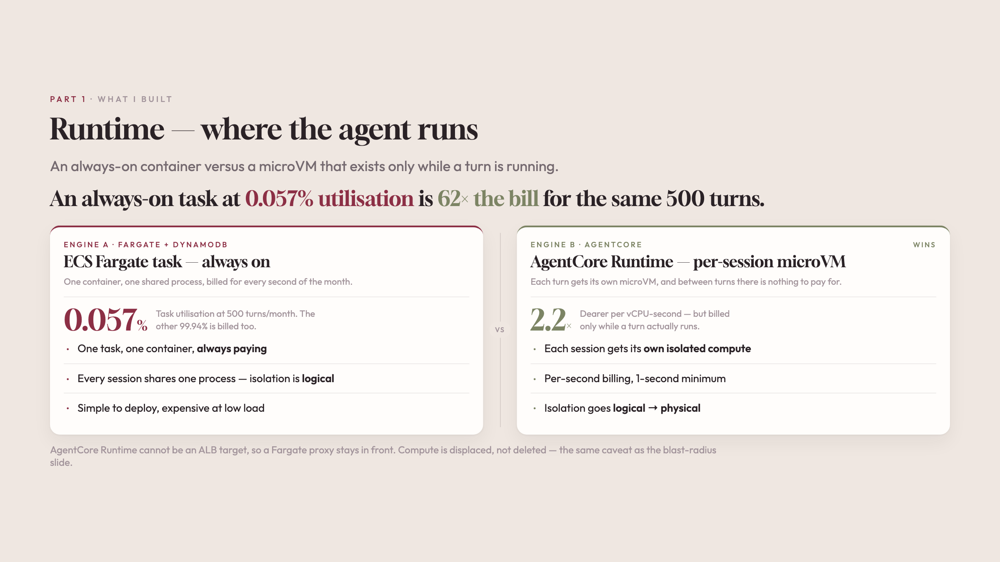 PART 1 · WHAT I BUILT
Runtime — where the agent runs
An always-on container versus a microVM that exists only while a turn is running.
An always-on task at 0.057% utilisation is 62× the bill for the same 500 turns.
ENGINE A · FARGATE + DYNAMODB
ECS Fargate task — always on
One container, one shared process, billed for every second of the month.
0.057%
Task utilisation at 500 turns/month. The
other 99.94% is billed too.
· One task, one container, always paying
· Every session shares one process — isolation is logical
· Simple to deploy, expensive at low load
VS
ENGINE B · AGENTCORE
WINS
AgentCore Runtime — per-session microVM
Each turn gets its own microVM, and between turns there is nothing to pay for.
2.2×
Dearer per vCPU-second — but billed
only while a turn actually runs.
· Each session gets its own isolated compute
· Per-second billing, 1-second minimum
· Isolation goes logical → physical
AgentCore Runtime cannot be an ALB target, so a Fargate proxy stays in front. Compute is displaced, not deleted — the same caveat as the blast-radius
slide.